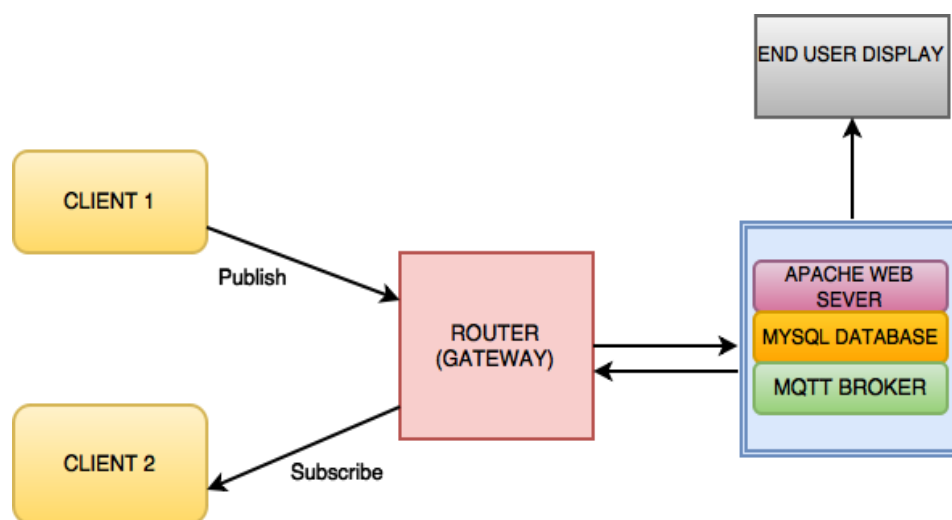 END USER DISPLAY
CLIENT 1
Publish
ROUTER
(GATEWAY)
APACHE WEB
SEVER
MYSQL DATABASE
MQTT BROKER
CLIENT 2
Subscribe